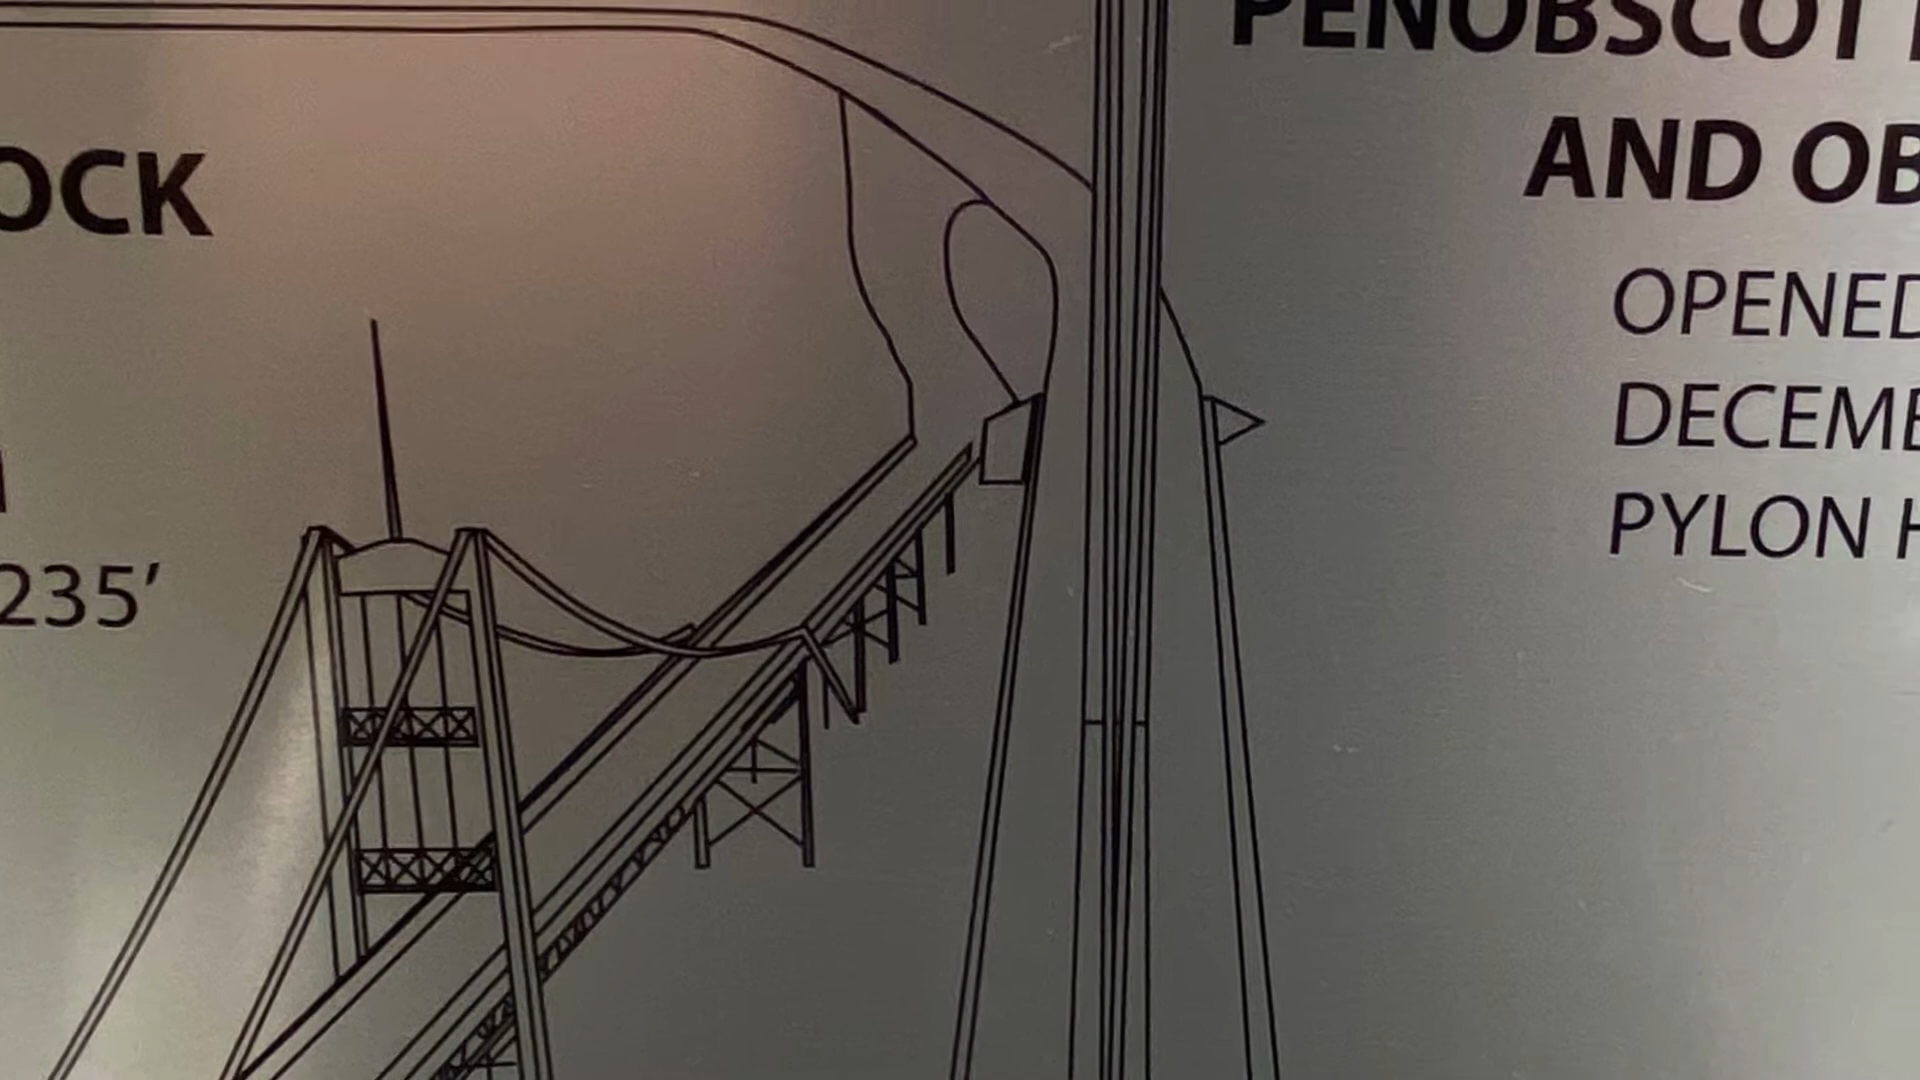 OCK
235′
PENOBSCOT
AND OB
OPENED
DECEMB
PYLON H